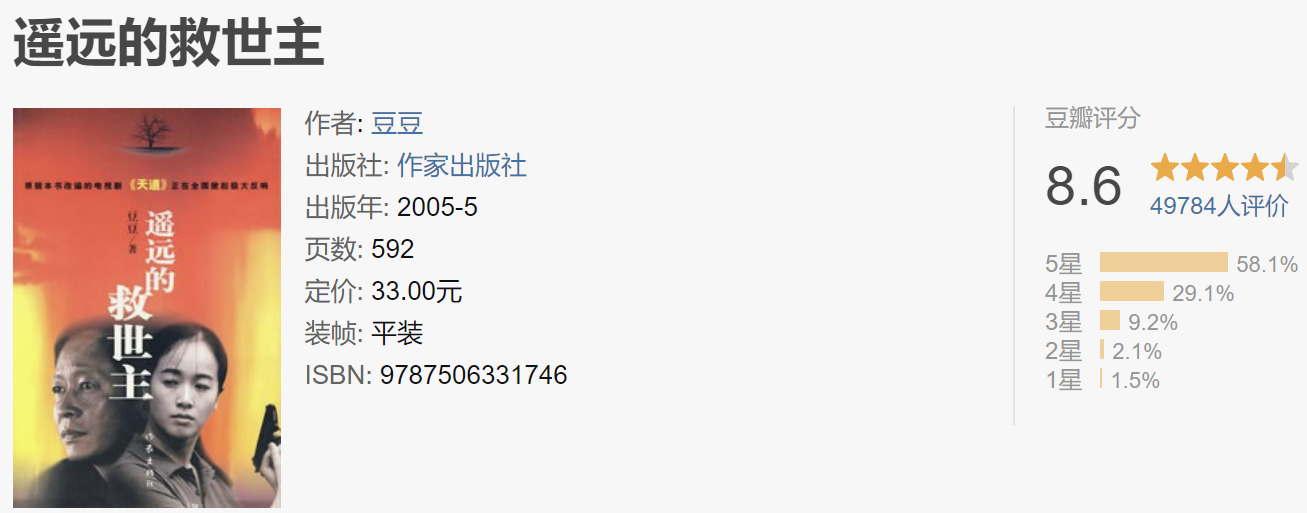 遥远的救世主
根据本书改编的电视剧《天道》正在全国掀起极大反响
遥远的
救世主
豆豆/著
作家出版社
作者: 豆豆
出版社: 作家出版社
出版年: 2005-5
页数: 592
定价: 33.00元
装帧: 平装
ISBN: 9787506331746
豆瓣评分
8.6
49784人评价
5星 58.1%
4星 29.1%
3星 9.2%
2星 2.1%
1星 1.5%